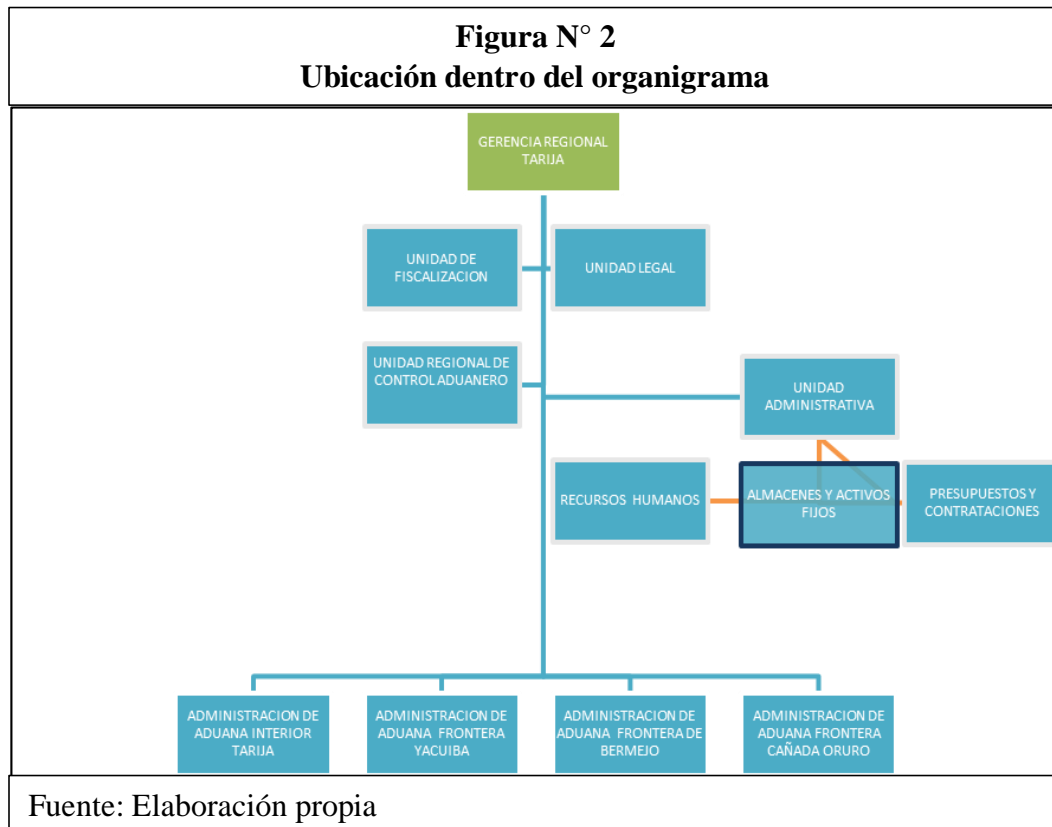 Figura N° 2
Ubicación dentro del organigrama
GERENCIA REGIONAL
TARIJA
UNIDAD DE
FISCALIZACION
UNIDAD LEGAL
UNIDAD REGIONAL DE
CONTROL ADUANERO
UNIDAD
ADMINISTRATIVA
RECURSOS HUMANOS
ALMACENES Y ACTIVOS
FIJOS
PRESUPUESTOS Y
CONTRATACIONES
ADMINISTRACION DE
ADUANA INTERIOR
TARIJA
ADMINISTRACION DE
ADUANA FRONTERA
YACUIBA
ADMINISTRACION DE
ADUANA FRONTERA DE
BERMEJO
ADMINISTRACION DE
ADUANA FRONTERA
CAÑADA ORURO
Fuente: Elaboración propia